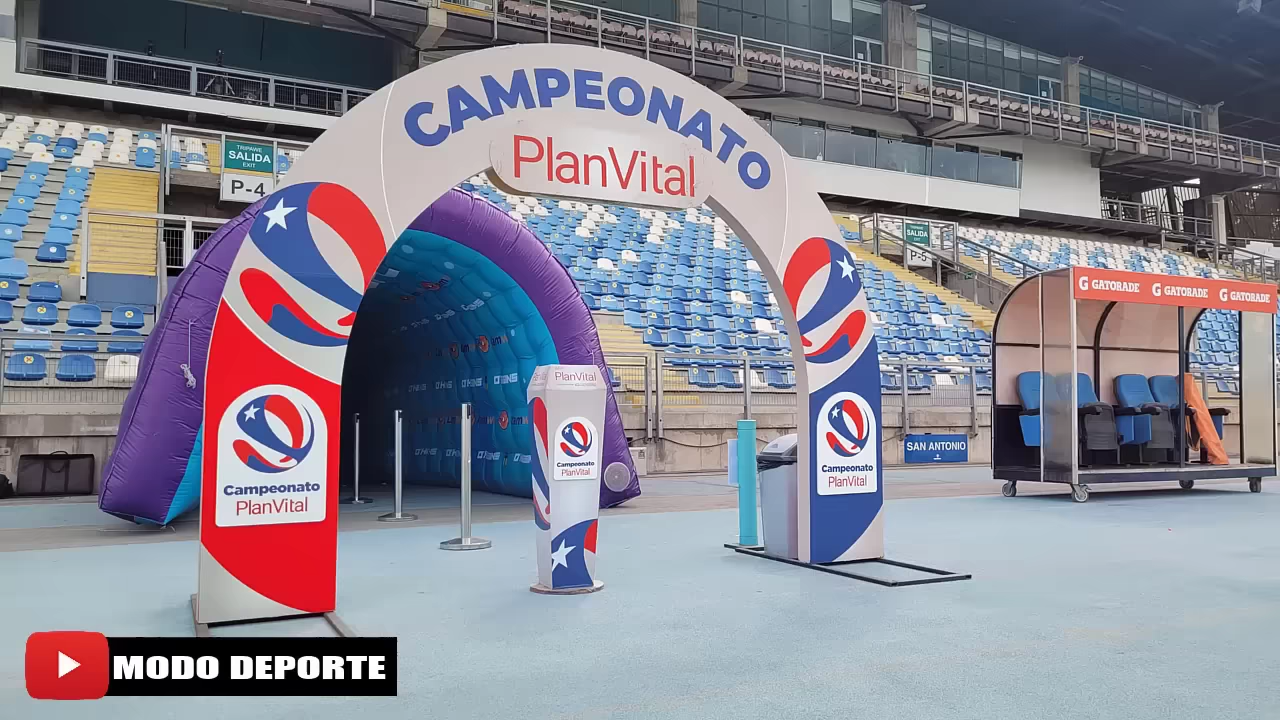 CAMPEONATO
PlanVital
TRIPAWE
SALIDA
EXIT
P-4
SALIDA
P-5
GATORADE
GATORADE
GATORADE
PlanVital
Campeonato
PlanVital
Campeonato
PlanVital
Campeonato
PlanVital
SAN ANTONIO
MODO DEPORTE